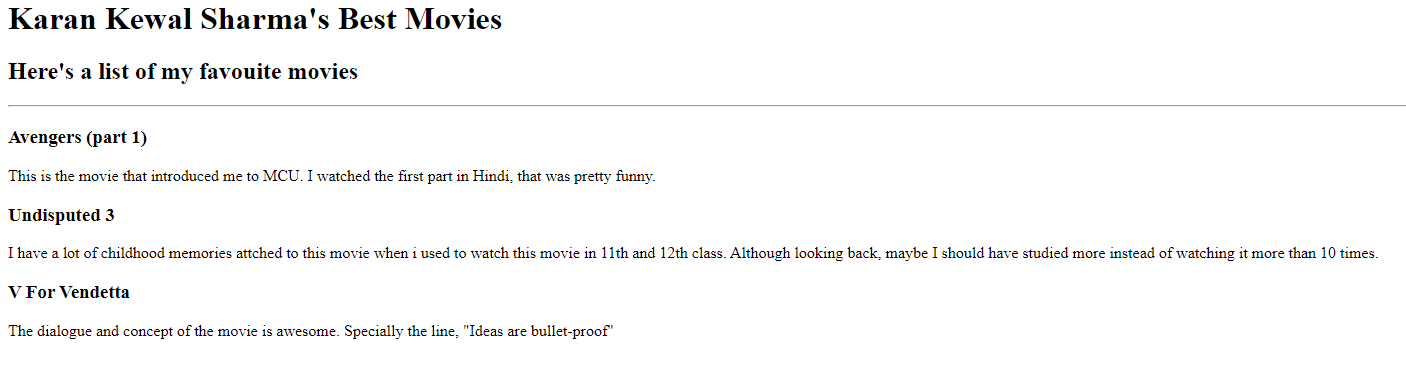 Karan Kewal Sharma's Best Movies
Here's a list of my favouite movies
Avengers (part 1)
This is the movie that introduced me to MCU. I watched the first part in Hindi, that was pretty funny.
Undisputed 3
I have a lot of childhood memories attched to this movie when i used to watch this movie in 11th and 12th class. Although looking back, maybe I should have studied more instead of watching it more than 10 times.
V For Vendetta
The dialogue and concept of the movie is awesome. Specially the line, "Ideas are bullet-proof"